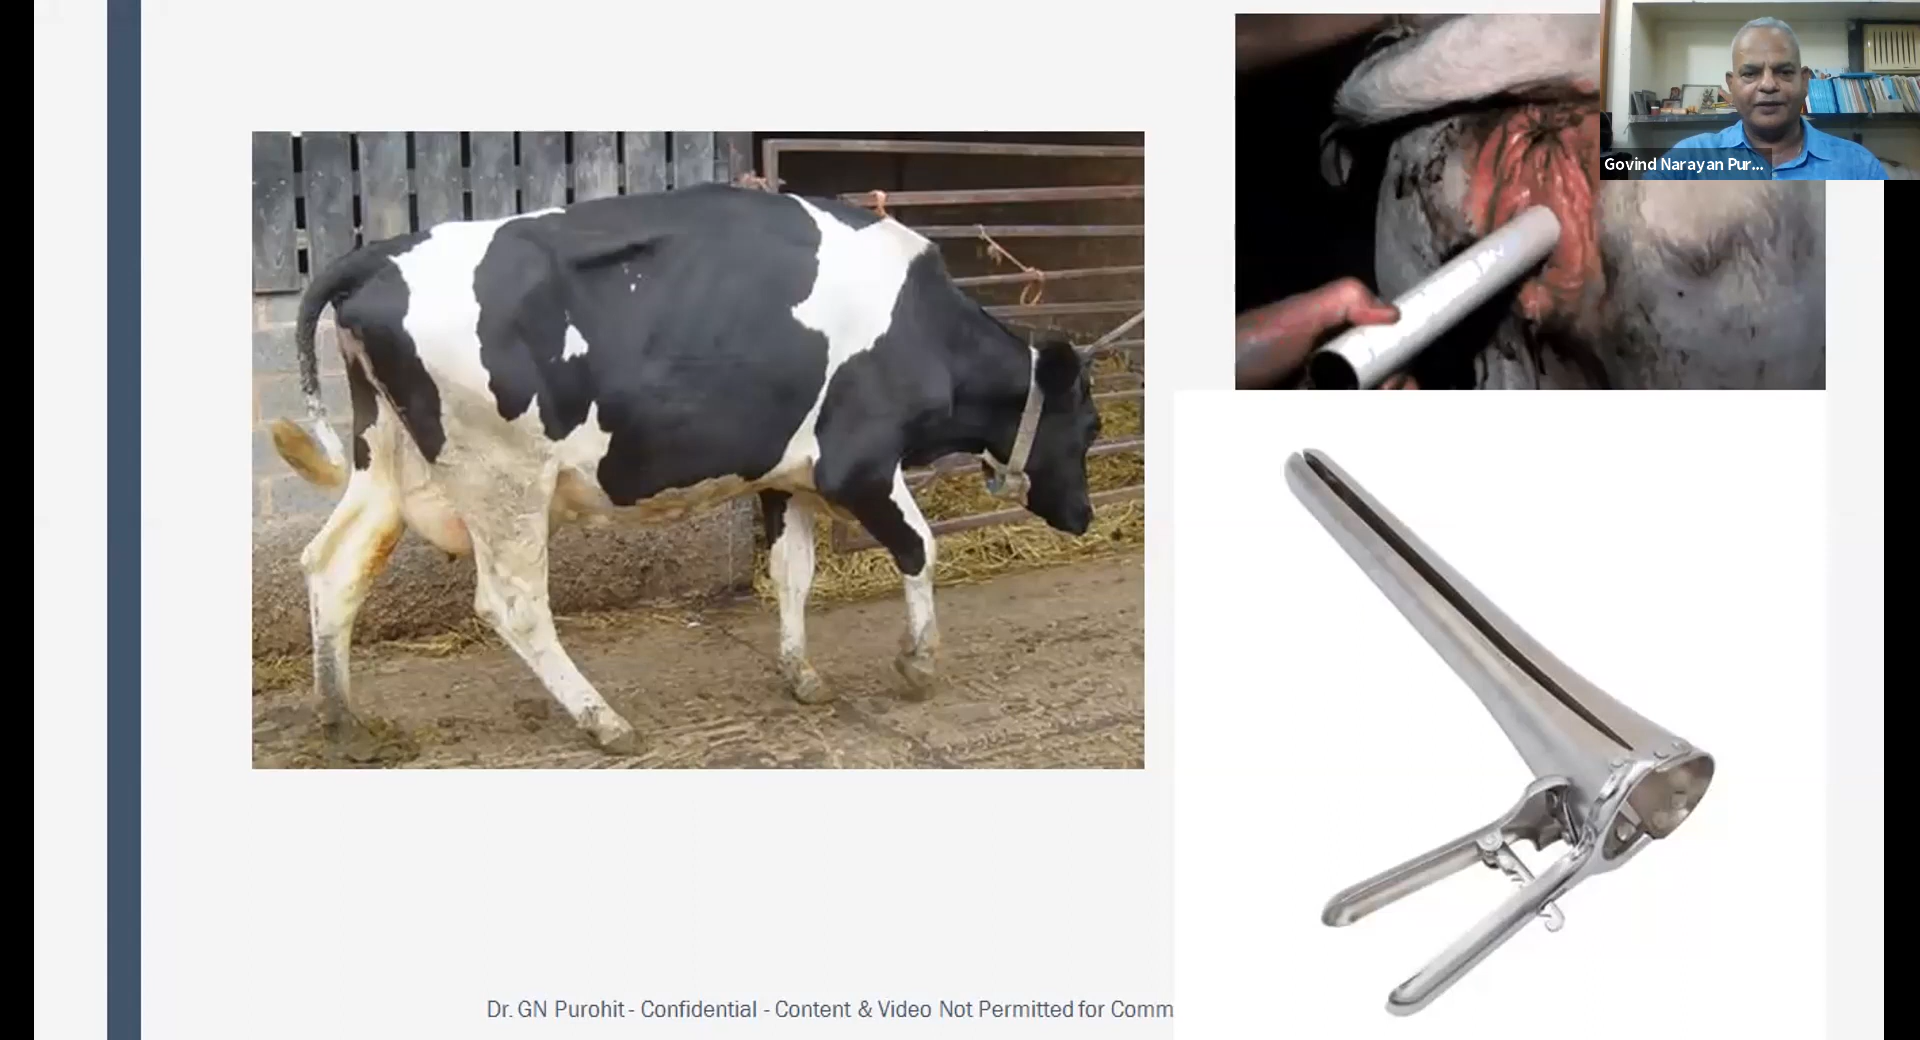 Govind Narayan Pur...
Dr. GN Purohit - Confidential - Content & Video Not Permitted for Comm